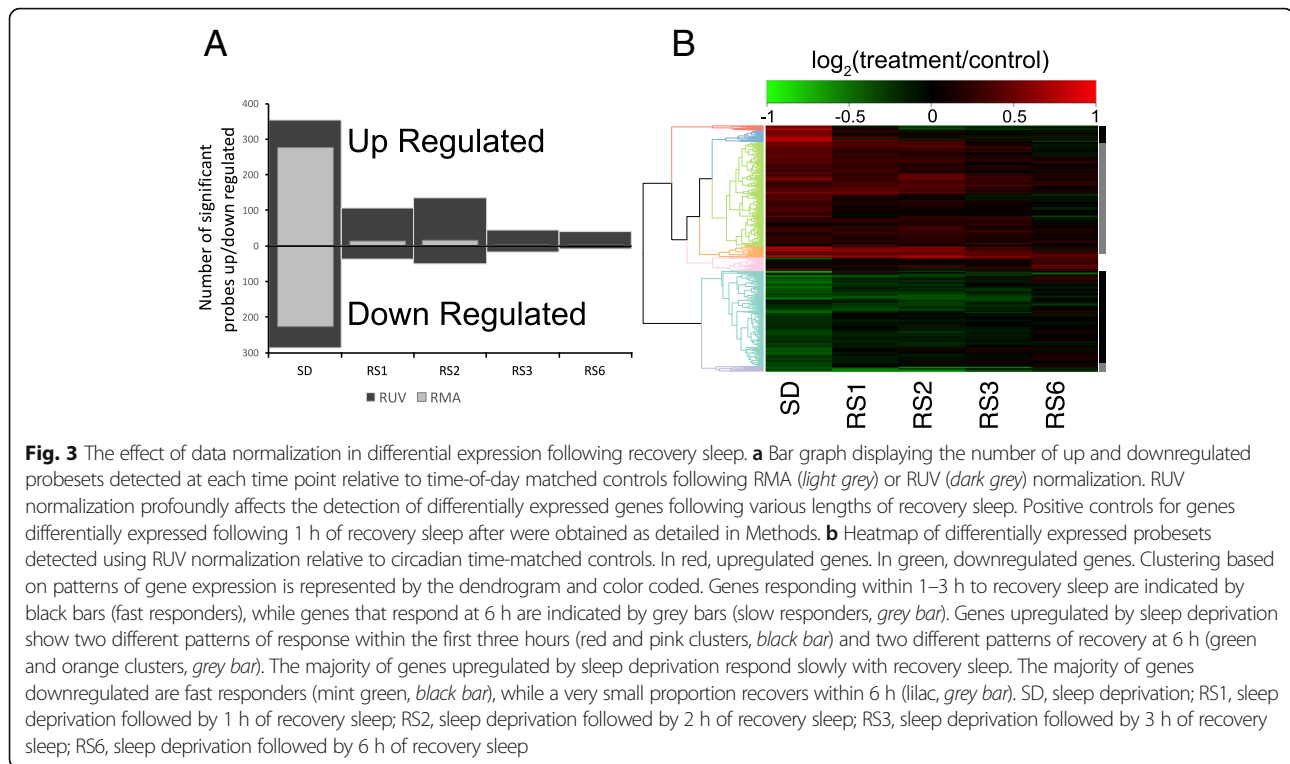 A
B
Number of significant
probes up/down regulated
400
300
200
100
0
100
200
300
Up Regulated
Down Regulated
SD RS1 RS2 RS3 RS6
RUV RMA
log2(treatment/control)
-1 -0.5 0 0.5 1
SD RS1 RS2 RS3 RS6
Fig. 3 The effect of data normalization in differential expression following recovery sleep. a Bar graph displaying the number of up and downregulated
probesets detected at each time point relative to time-of-day matched controls following RMA (light grey) or RUV (dark grey) normalization. RUV
normalization profoundly affects the detection of differentially expressed genes following various lengths of recovery sleep. Positive controls for genes
differentially expressed following 1 h of recovery sleep after were obtained as detailed in Methods. b Heatmap of differentially expressed probesets
detected using RUV normalization relative to circadian time-matched controls. In red, upregulated genes. In green, downregulated genes. Clustering based
on patterns of gene expression is represented by the dendrogram and color coded. Genes responding within 1–3 h to recovery sleep are indicated by
black bars (fast responders), while genes that respond at 6 h are indicated by grey bars (slow responders, grey bar). Genes upregulated by sleep deprivation
show two different patterns of response within the first three hours (red and pink clusters, black bar) and two different patterns of recovery at 6 h (green
and orange clusters, grey bar). The majority of genes upregulated by sleep deprivation respond slowly with recovery sleep. The majority of genes
downregulated are fast responders (mint green, black bar), while a very small proportion recovers within 6 h (lilac, grey bar). SD, sleep deprivation; RS1, sleep
deprivation followed by 1 h of recovery sleep; RS2, sleep deprivation followed by 2 h of recovery sleep; RS3, sleep deprivation followed by 3 h of recovery
sleep; RS6, sleep deprivation followed by 6 h of recovery sleep